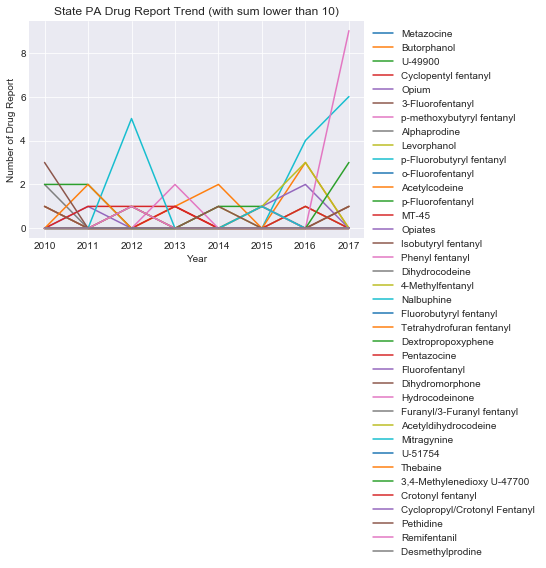 State PA Drug Report Trend (with sum lower than 10)
Number of Drug Report
8
6
4
2
0
2010 2011 2012 2013 2014 2015 2016 2017
Year
Metazocine
Butorphanol
U-49900
Cyclopentyl fentanyl
Opium
3-Fluorofentanyl
p-methoxybutyryl fentanyl
Alphaprodine
Levorphanol
p-Fluorobutyryl fentanyl
o-Fluorofentanyl
Acetylcodeine
p-Fluorofentanyl
MT-45
Opiates
Isobutyryl fentanyl
Phenyl fentanyl
Dihydrocodeine
4-Methylfentanyl
Nalbuphine
Fluorobutyryl fentanyl
Tetrahydrofuran fentanyl
Dextropropoxyphene
Pentazocine
Fluorofentanyl
Dihydromorphone
Hydrocodeinone
Furanyl/3-Furanyl fentanyl
Acetyldihydrocodeine
Mitragynine
U-51754
Thebaine
3,4-Methylenedioxy U-47700
Crotonyl fentanyl
Cyclopropyl/Crotonyl Fentanyl
Pethidine
Remifentanil
Desmethylprodine